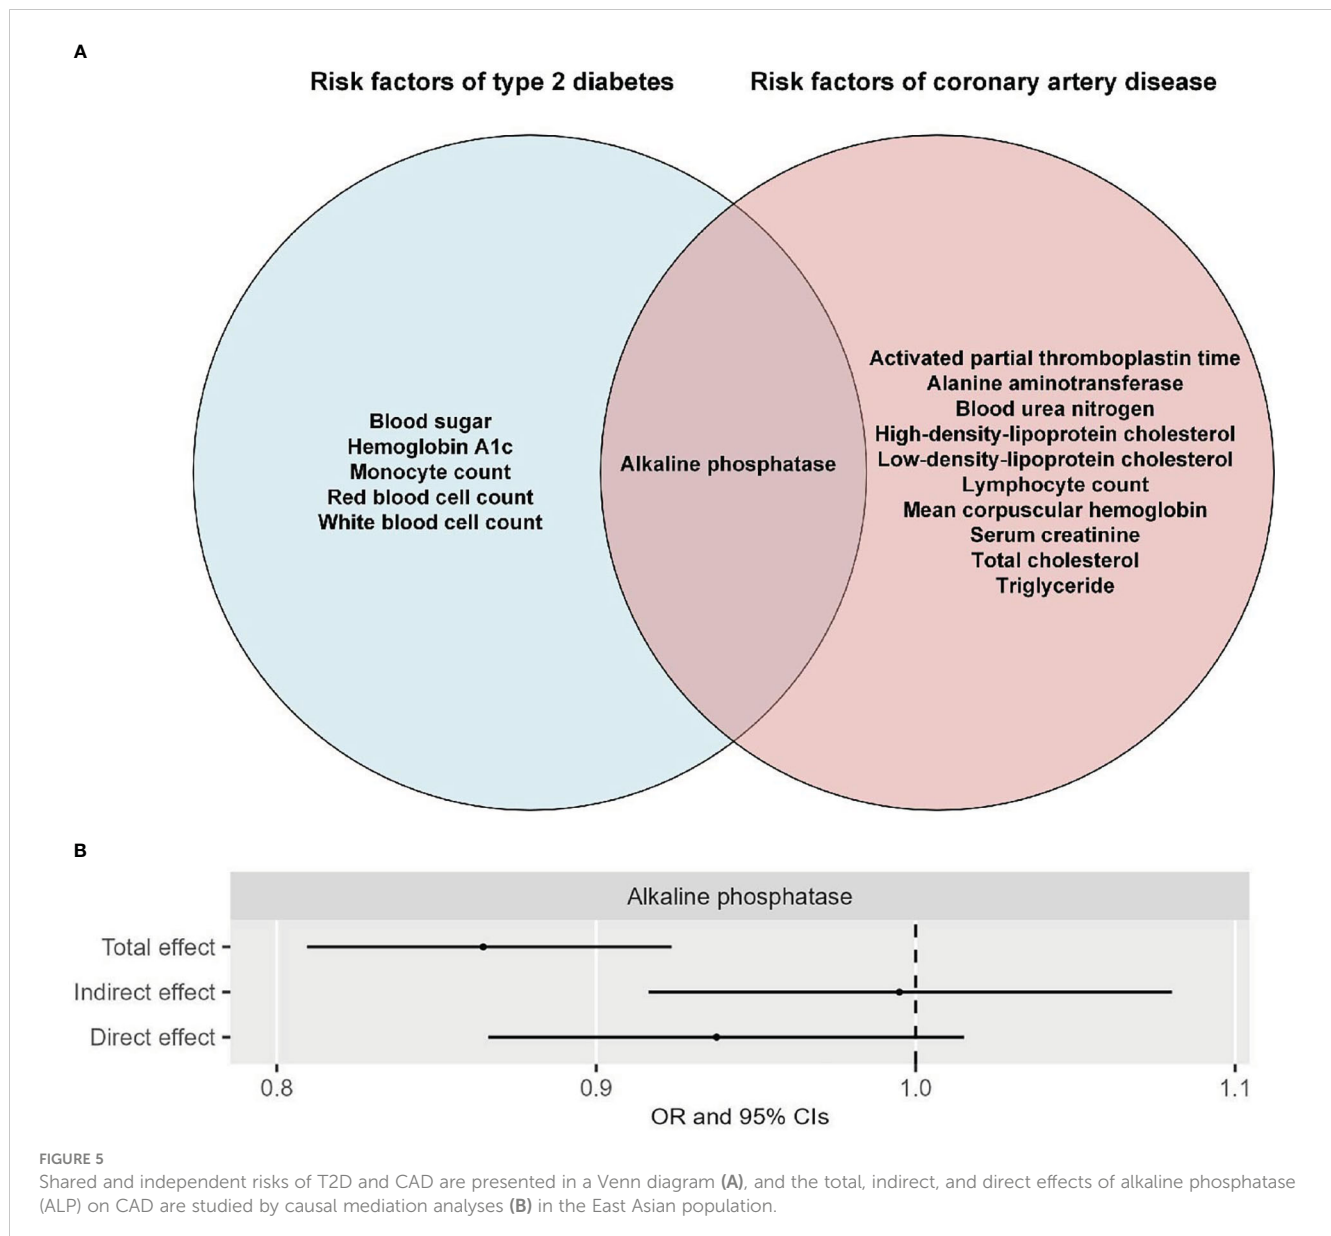 A
Risk factors of type 2 diabetes
Risk factors of coronary artery disease
Blood sugar
Hemoglobin A1c
Monocyte count
Red blood cell count
White blood cell count
Alkaline phosphatase
Activated partial thromboplastin time
Alanine aminotransferase
Blood urea nitrogen
High-density-lipoprotein cholesterol
Low-density-lipoprotein cholesterol
Lymphocyte count
Mean corpuscular hemoglobin
Serum creatinine
Total cholesterol
Triglyceride
B
Alkaline phosphatase
Total effect
Indirect effect
Direct effect
0.8 0.9 1.0 1.1
OR and 95% CIs
FIGURE 5
Shared and independent risks of T2D and CAD are presented in a Venn diagram (A), and the total, indirect, and direct effects of alkaline phosphatase
(ALP) on CAD are studied by causal mediation analyses (B) in the East Asian population.